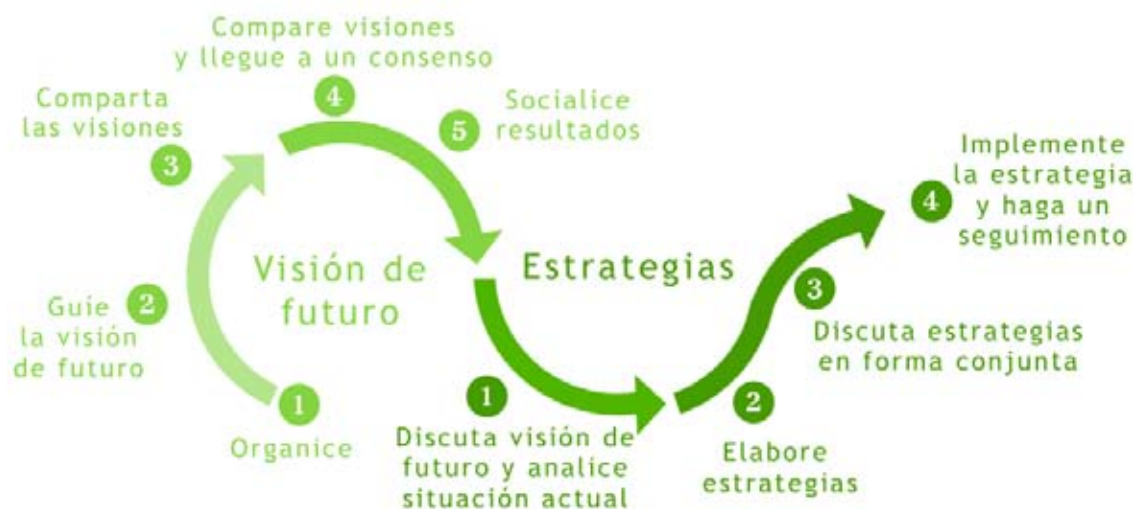 Visión de
futuro
1
Organice
2
Guíe
la visión
de futuro
3
Comparta
las visiones
4
Compare visiones
y llegue a un consenso
5
Socialice
resultados
Estrategias
1
Discuta visión de
futuro y analice
situación actual
2
Elabore
estrategias
3
Discuta estrategias
en forma conjunta
4
Implemente
la estrategia
y haga un
seguimiento